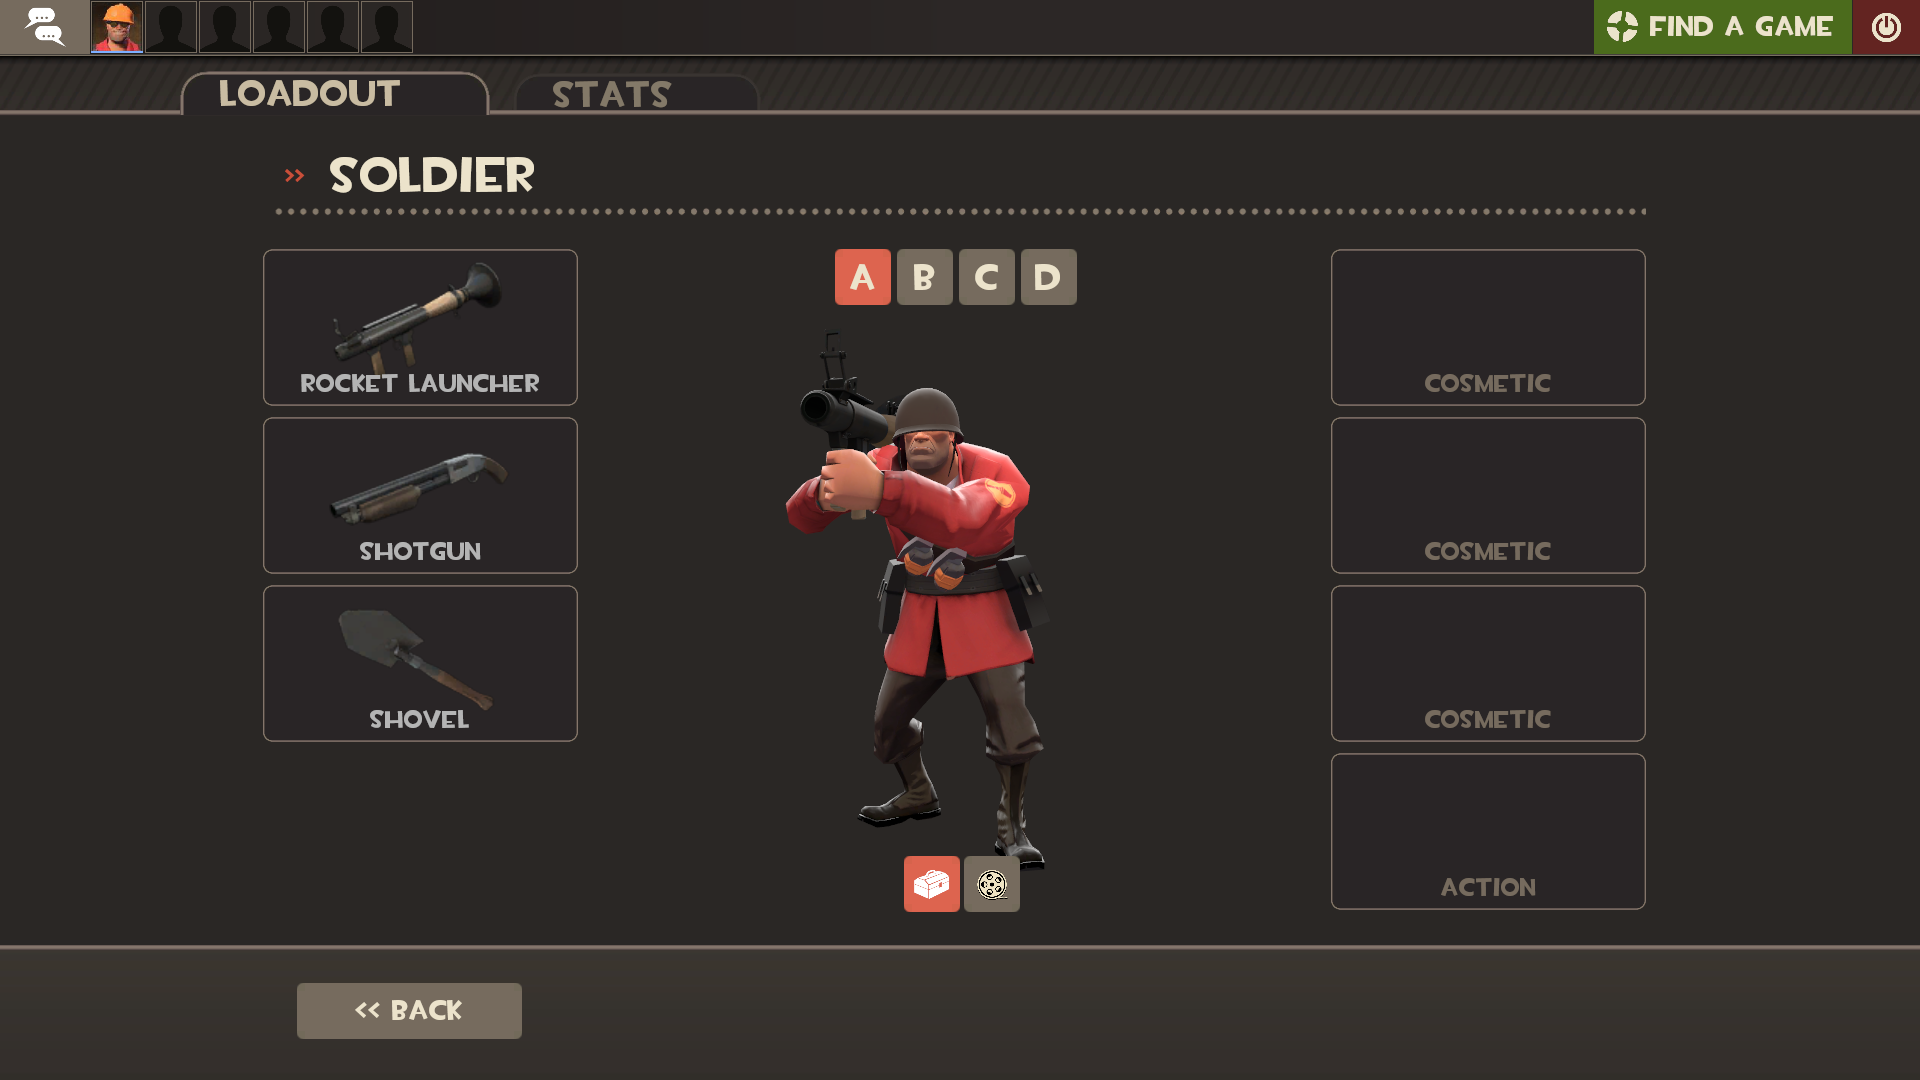 FIND A GAME
LOADOUT
STATS
>> SOLDIER
A B C D
ROCKET LAUNCHER
COSMETIC
SHOTGUN
COSMETIC
SHOVEL
COSMETIC
ACTION
<< BACK